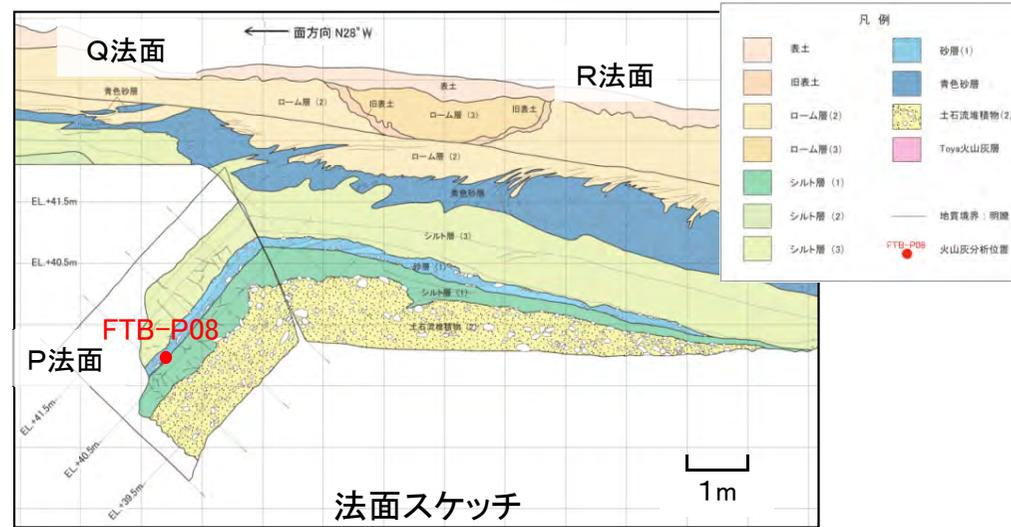 Q法面
← 面方向 N28°W
R法面
表土
青色砂層
ローム層 (2)
旧表土
ローム層 (3)
旧表土
ローム層 (2)
青色砂層
EL.+41.5m
シルト層 (3)
EL.+40.5m
砂層 (1)
シルト層 (1)
土石流堆積物 (2)
FTB-P08
P法面
EL.+41.5m
EL.+40.5m
EL.+39.5m
法面スケッチ
1m
凡 例
表土
旧表土
ローム層(2)
ローム層(3)
シルト層 (1)
シルト層 (2)
シルト層 (3)
砂層(1)
青色砂層
土石流堆積物(2)
Toya火山灰層
地質境界:明瞭
FTB-P08
火山灰分析位置